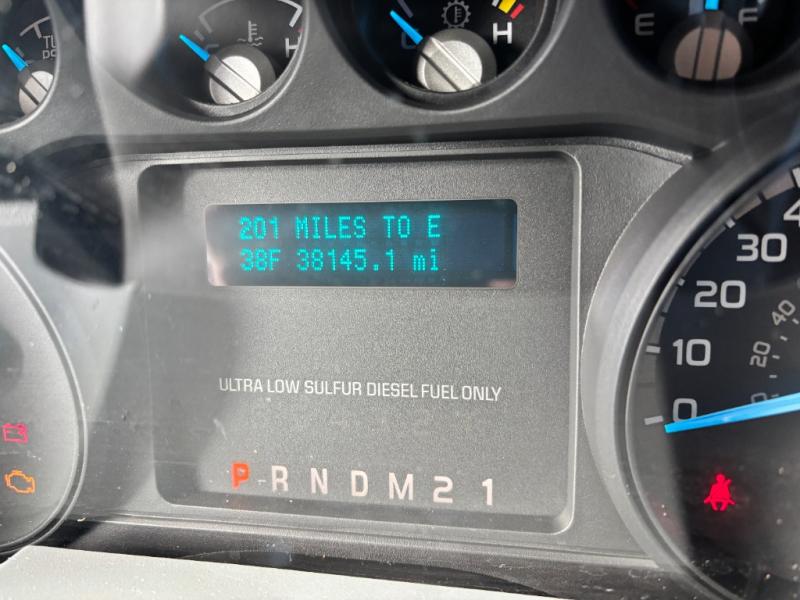 H
H
E F
201 MILES TO E
38F 38145.1 mi
30
20
10
0
40
20
ULTRA LOW SULFUR DIESEL FUEL ONLY
P R N D M 2 1